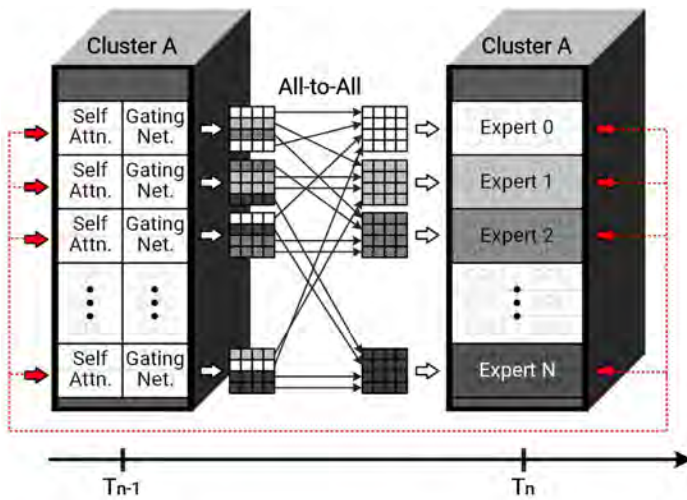 Cluster A
All-to-All
Cluster A
Self Attn.
Gating Net.
Expert 0
Self Attn.
Gating Net.
Expert 1
Self Attn.
Gating Net.
Expert 2
Self Attn.
Gating Net.
Expert N
Tn-1
Tn